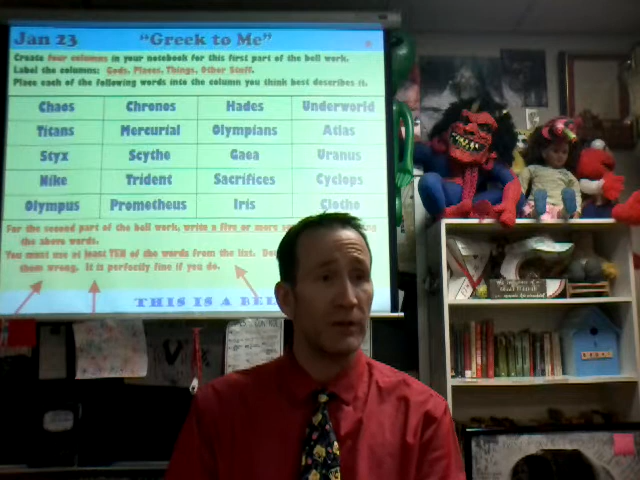 Jan 23 "Greek to Me"
Create four columns in your notebook for this first part of the bell work.
Label the columns: Gods, Places, Things, Other Stuff.
Place each of the following words into the column you think best describes it.
Chaos Chronos Hades Underworld
Titans Mercurial Olympians Atlas
Styx Scythe Gaea Uranus
Nike Trident Sacrifices Cyclops
Olympus Prometheus Iris Clotho
For the second part of the bell work, write a five or more
the above words.
You must use at least TEN of the words from the list.
them wrong. It is perfectly fine if you do.
THIS IS A BEL